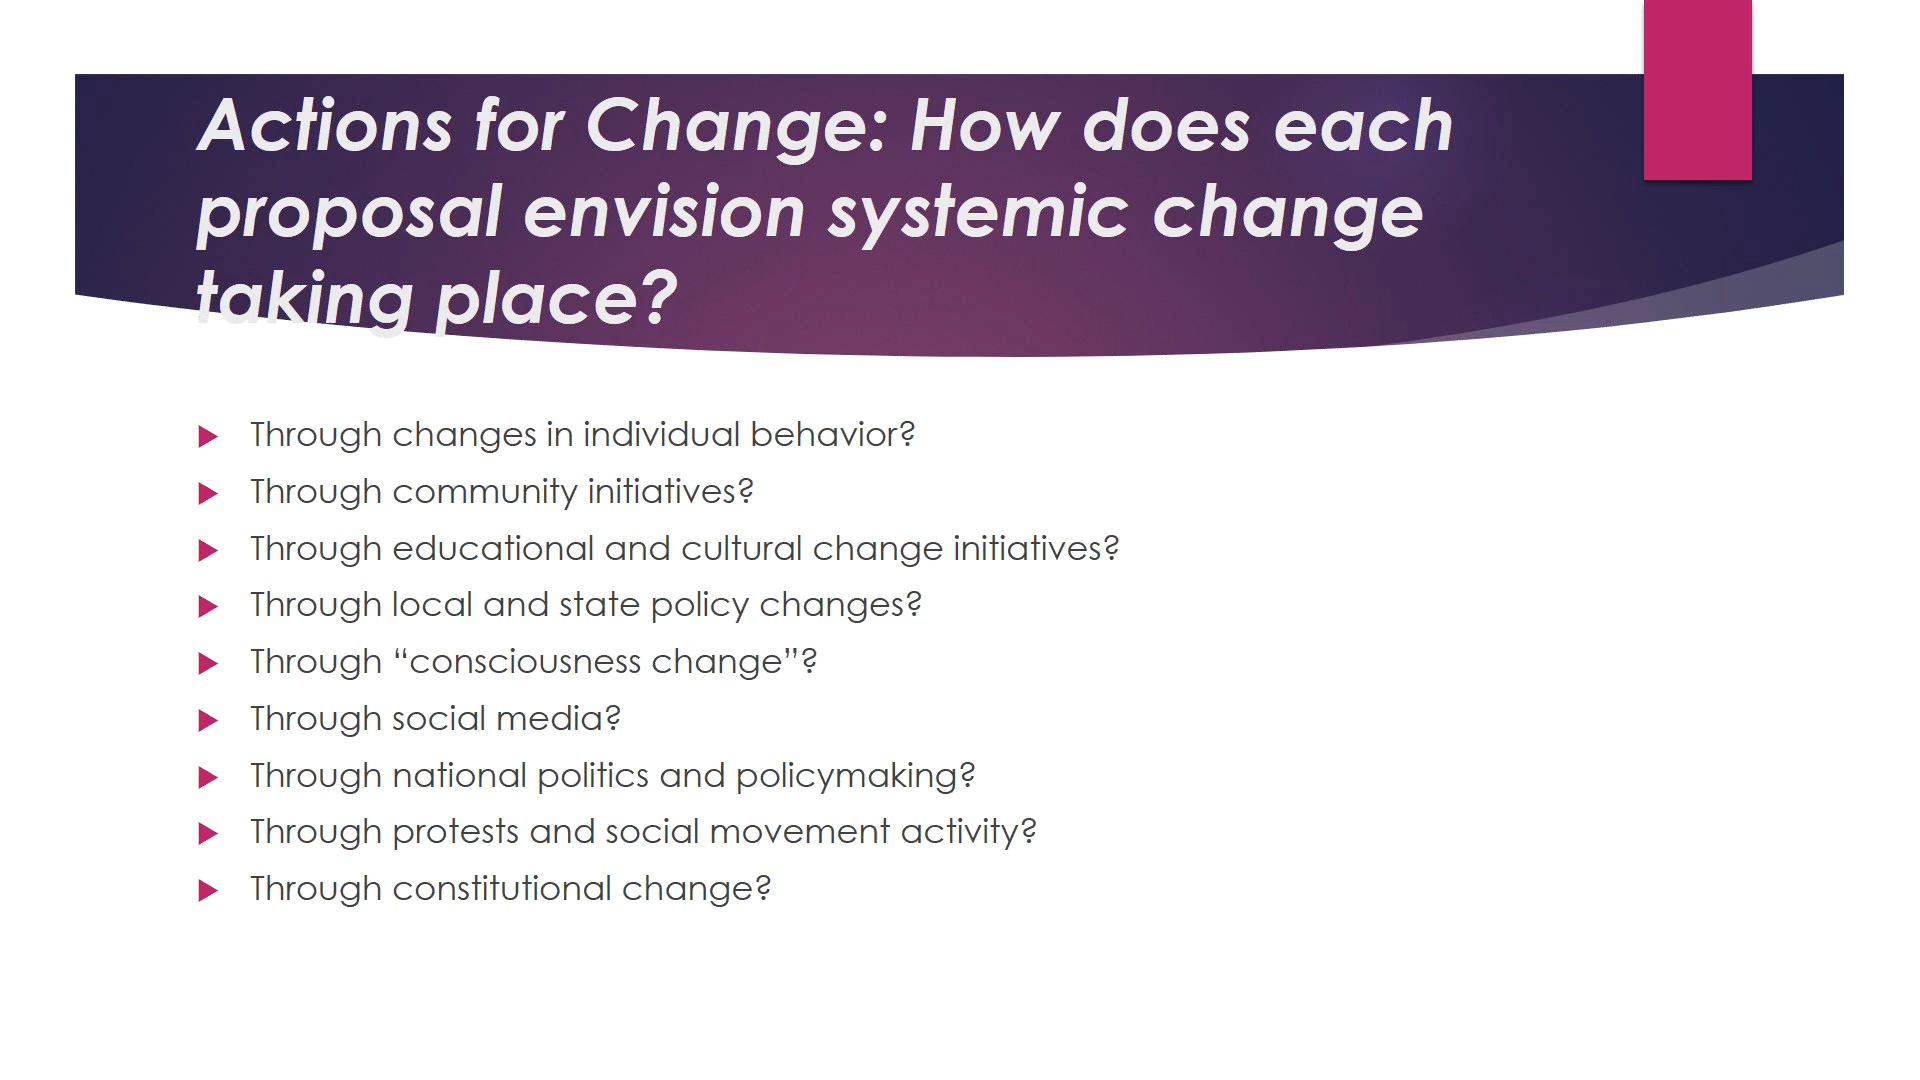 Actions for Change: How does each
proposal envision systemic change
taking place?
Through changes in individual behavior?
Through community initiatives?
Through educational and cultural change initiatives?
Through local and state policy changes?
Through “consciousness change”?
Through social media?
Through national politics and policymaking?
Through protests and social movement activity?
Through constitutional change?